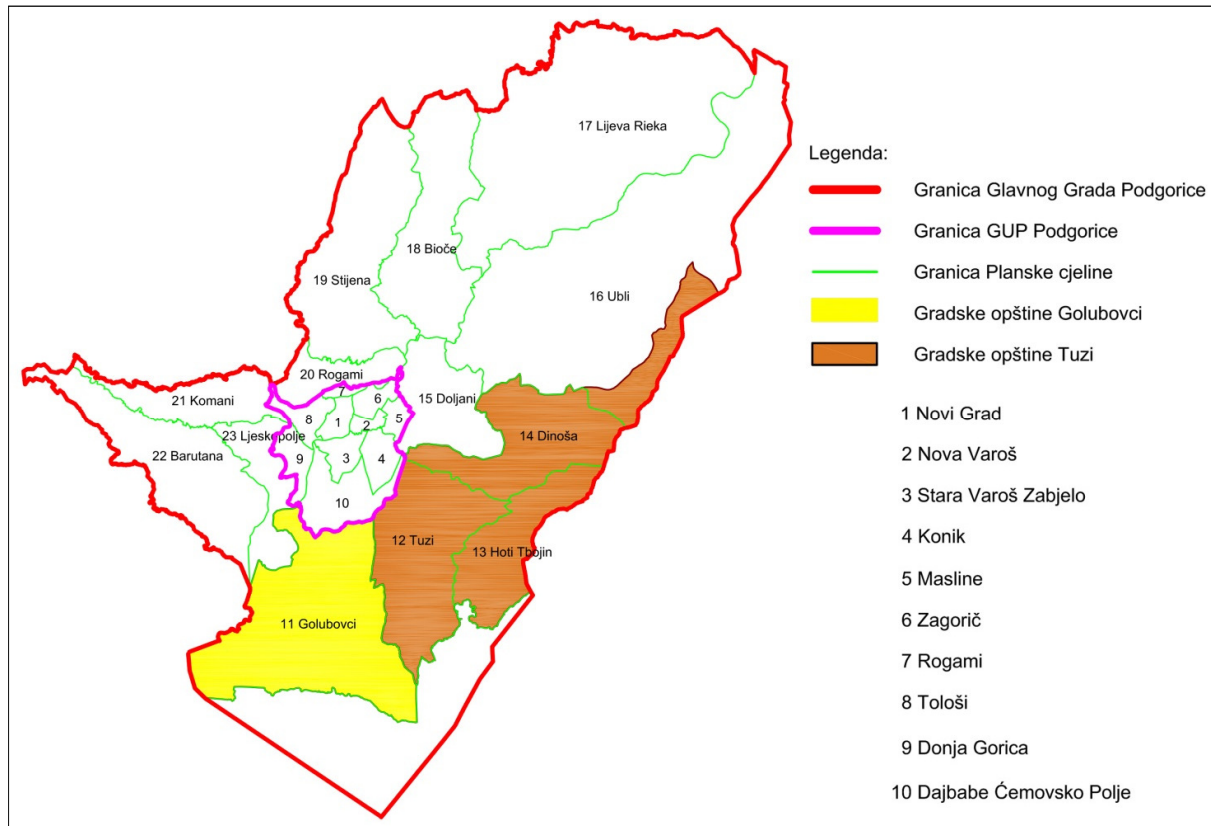 17 Lijeva Rieka
18 Bioče
19 Stijena
16 Ubli
20 Rogami
21 Komani
7
6
15 Doljani
8
1
2
5
23 Ljeskopolje
14 Dinoša
22 Barutana
9
3
4
10
12 Tuzi
13 Hoti Tbojin
11 Golubovci
Legenda:
Granica Glavnog Grada Podgorice
Granica GUP Podgorice
Granica Planske cjeline
Gradske opštine Golubovci
Gradske opštine Tuzi
1 Novi Grad
2 Nova Varoš
3 Stara Varoš Zabjelo
4 Konik
5 Masline
6 Zagorič
7 Rogami
8 Tološi
9 Donja Gorica
10 Dajbabe Ćemovsko Polje